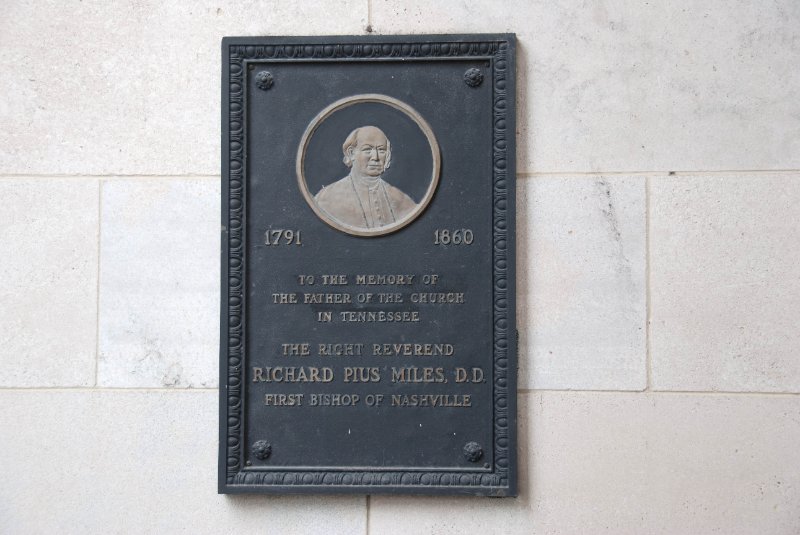 1791 1860
TO THE MEMORY OF
THE FATHER OF THE CHURCH
IN TENNESSEE
THE RIGHT REVEREND
RICHARD PIUS MILES, D.D.
FIRST BISHOP OF NASHVILLE